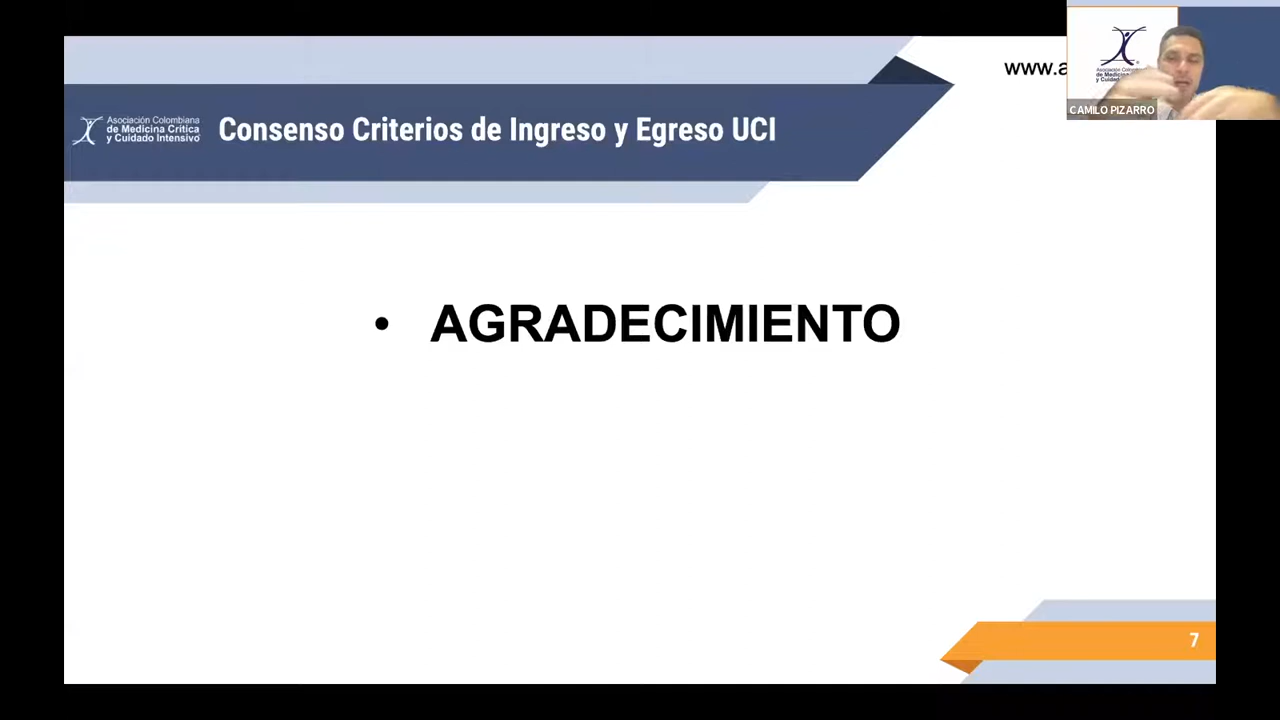 www.a
Asociación Colombiana
de Medicina Crítica
y Cuidado Intensivo
Consenso Criterios de Ingreso y Egreso UCI
CAMILO PIZARRO
• AGRADECIMIENTO
7